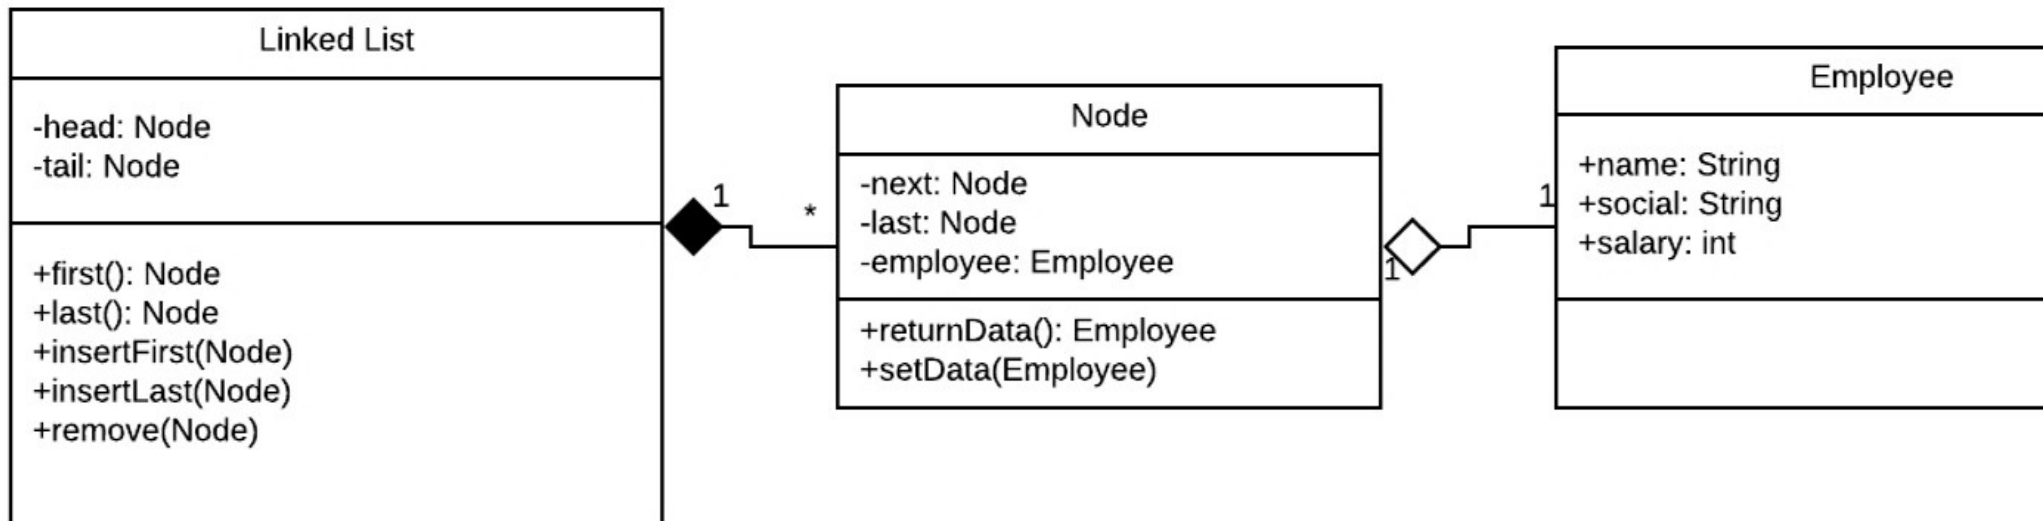 Linked List
-head: Node
-tail: Node
+first(): Node
+last(): Node
+insertFirst(Node)
+insertLast(Node)
+remove(Node)
1
*
Node
-next: Node
-last: Node
-employee: Employee
+returnData(): Employee
+setData(Employee)
1
1
Employee
+name: String
+social: String
+salary: int